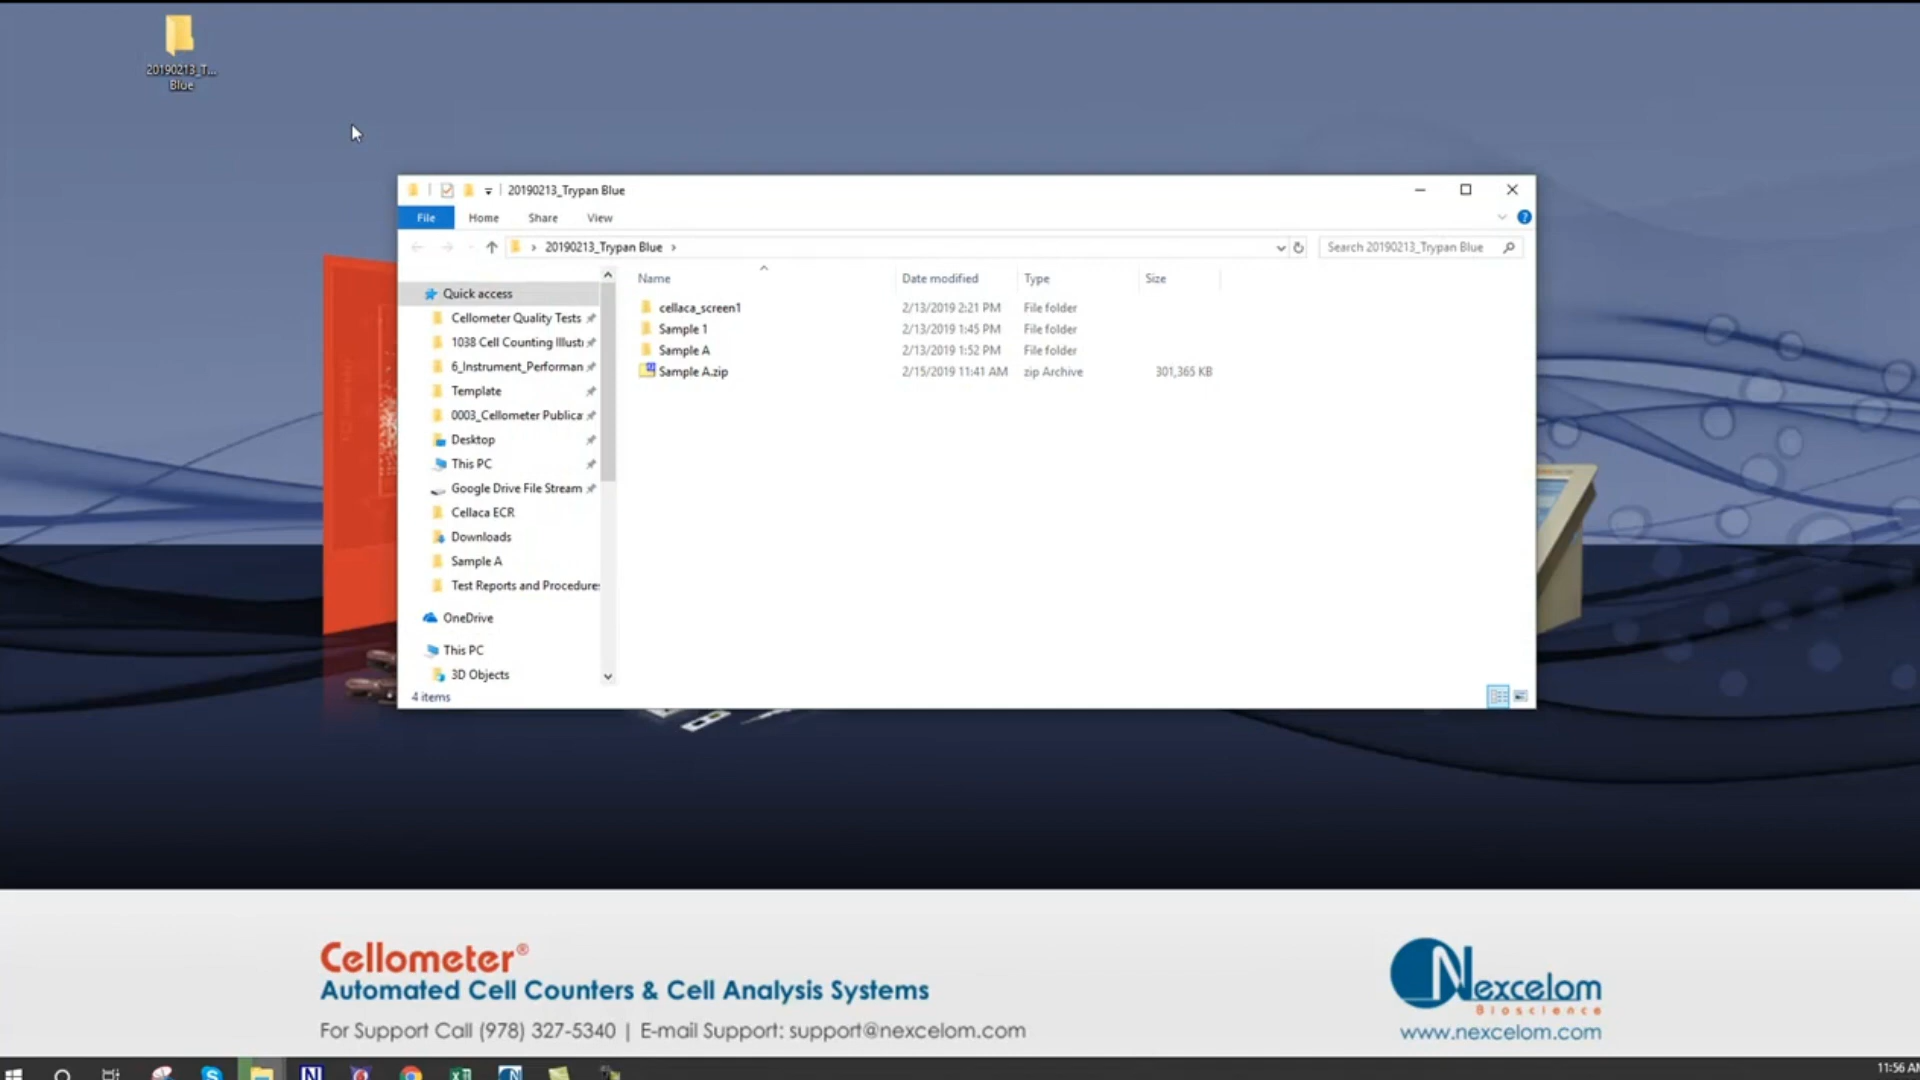 20190213_T...
Blue
20190213_Trypan Blue
File Home Share View
20190213_Trypan Blue
Search 20190213_Trypan Blue
Name Date modified Type Size
Quick access
Cellometer Quality Tests
1038 Cell Counting Illustr
6_Instrument_Performan
Template
0003_Cellometer Publica
Desktop
This PC
Google Drive File Stream
Cellaca ECR
Downloads
Sample A
Test Reports and Procedures
OneDrive
This PC
3D Objects
cellaca_screen1 2/13/2019 2:21 PM File folder
Sample 1 2/13/2019 1:45 PM File folder
Sample A 2/13/2019 1:52 PM File folder
Sample A.zip 2/15/2019 11:41 AM zip Archive 301,365 KB
4 items
Cellometer®
Automated Cell Counters & Cell Analysis Systems
For Support Call (978) 327-5340 | E-mail Support: support@nexcelom.com
Nexcelom
Bioscience
www.nexcelom.com
11:56 AM